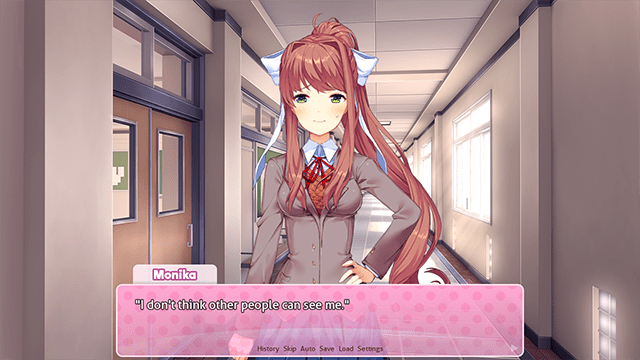 Monika
"I don't think other people can see me."
History Skip Auto Save Load Settings